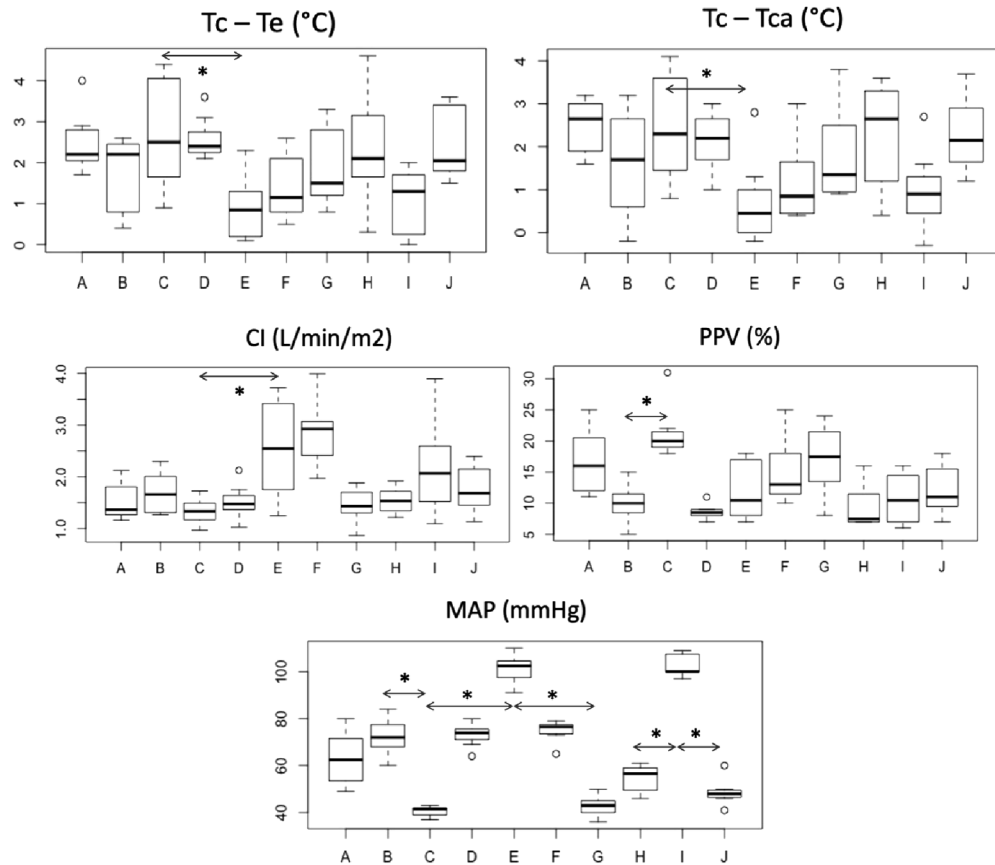 Tc – Te (°C)
4
3
2
1
0
*
A B C D E F G H I J
Tc – Tca (°C)
4
3
2
1
0
*
A B C D E F G H I J
CI (L/min/m2)
4.0
3.0
2.0
1.0
*
A B C D E F G H I J
PPV (%)
30
25
20
15
10
5
*
A B C D E F G H I J
MAP (mmHg)
100
80
60
40
* * * * *
A B C D E F G H I J